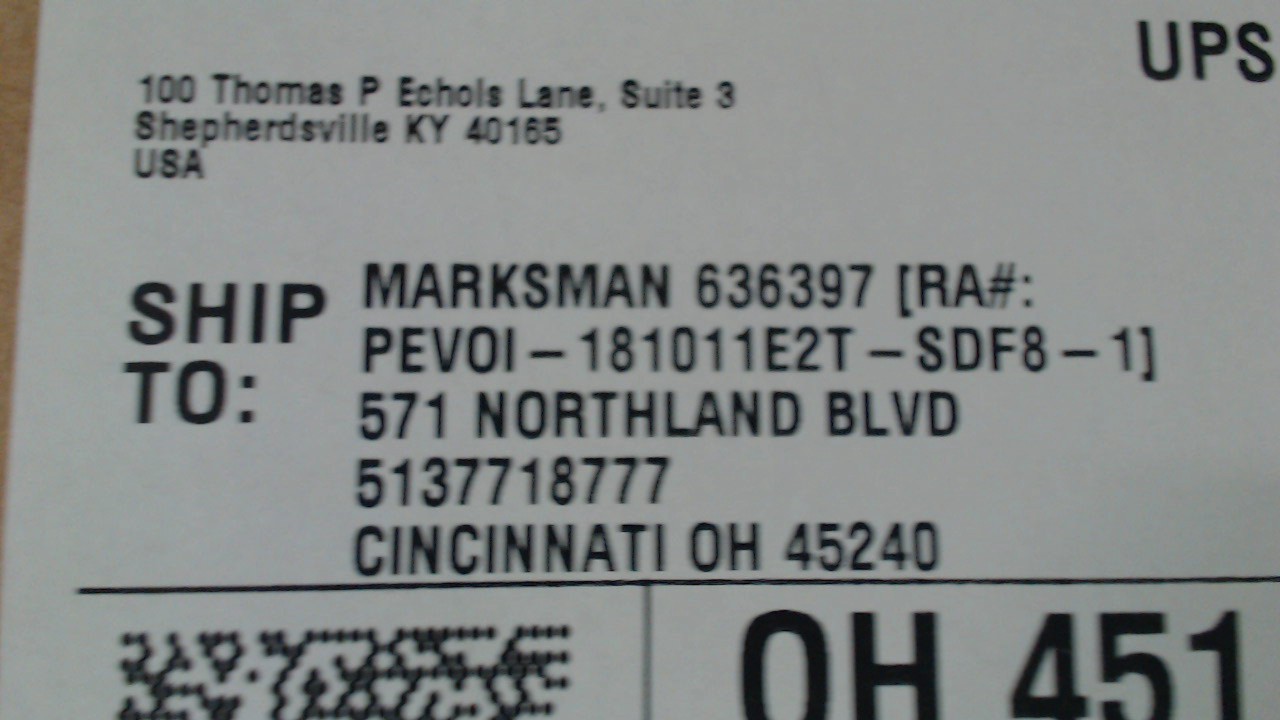 UPS
100 Thomas P Echols Lane, Suite 3
Shepherdsville KY 40165
USA
SHIP TO:
MARKSMAN 636397 [RA#:
PEVOI-181011E2T-SDF8-1]
571 NORTHLAND BLVD
5137718777
CINCINNATI OH 45240
OH 451